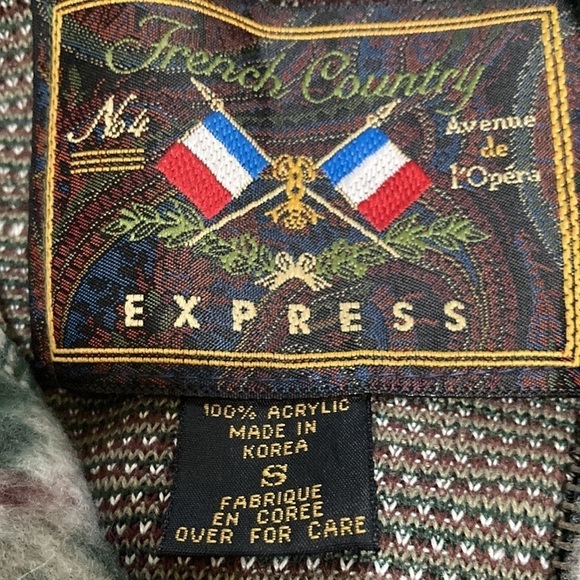 French Country
No4
Avenue
de
l'Opéra
EXPRESS
100% ACRYLIC
MADE IN
KOREA
S
FABRIQUE
EN COREE
OVER FOR CARE